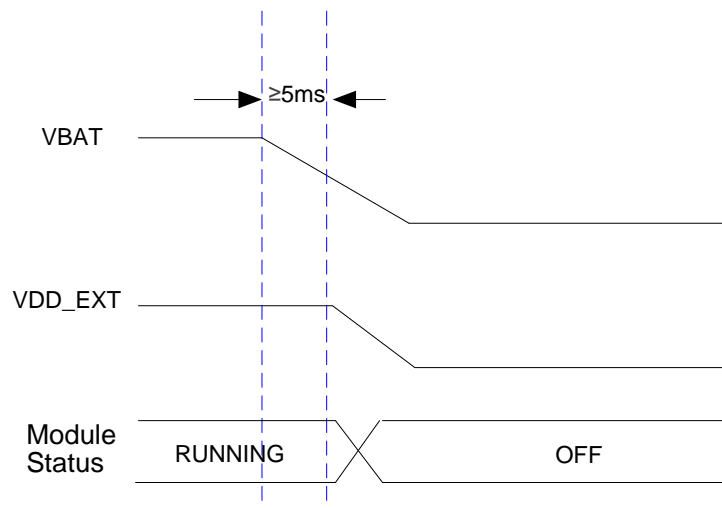 ≥5ms
VBAT
VDD_EXT
Module
Status
RUNNING
OFF